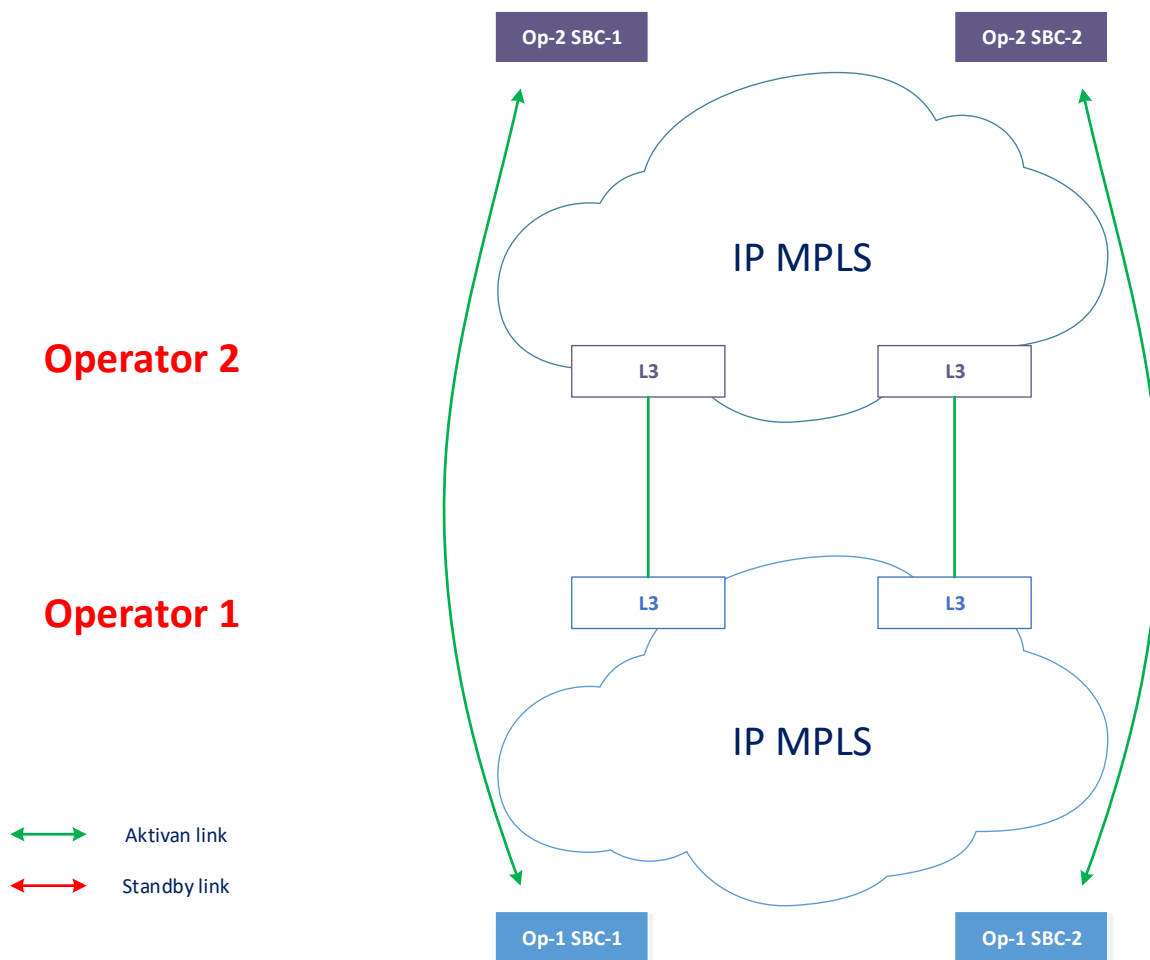 Op-2 SBC-1
Op-2 SBC-2
IP MPLS
Operator 2
L3
L3
Operator 1
L3
L3
IP MPLS
Aktivan link
Standby link
Op-1 SBC-1
Op-1 SBC-2